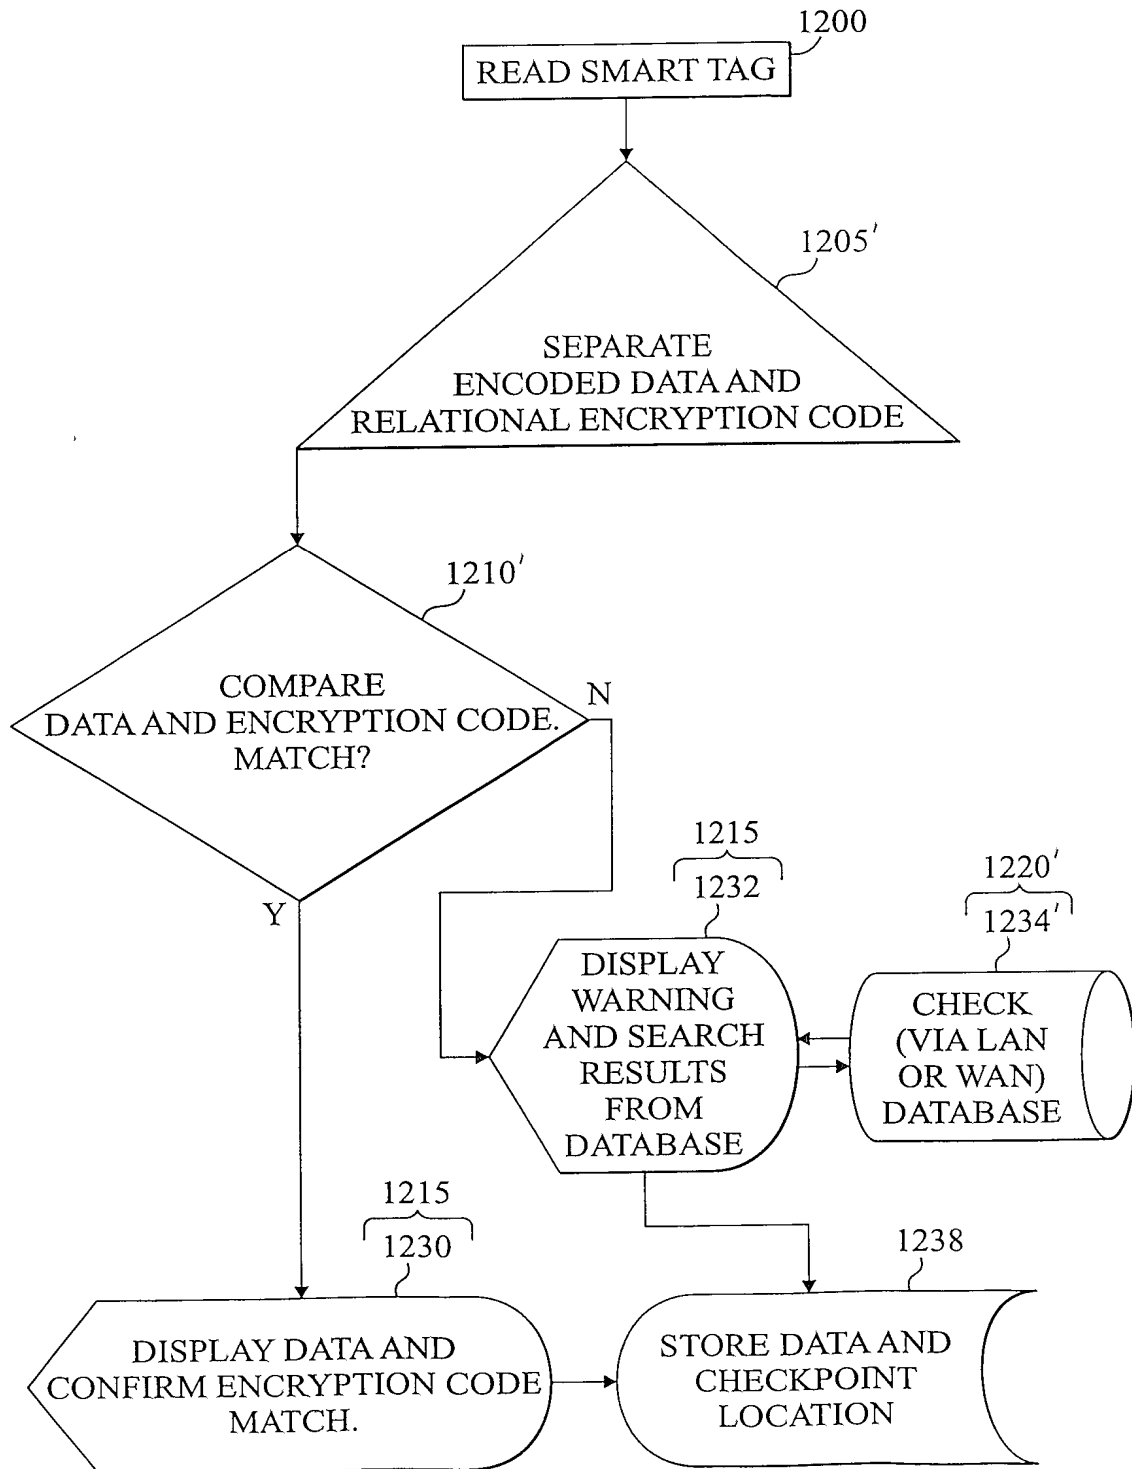 1200
READ SMART TAG
1205'
SEPARATE
ENCODED DATA AND
RELATIONAL ENCRYPTION CODE
1210'
COMPARE
DATA AND ENCRYPTION CODE.
MATCH?
N
Y
1215
1232
DISPLAY
WARNING
AND SEARCH
RESULTS
FROM
DATABASE
1220'
1234'
CHECK
(VIA LAN
OR WAN)
DATABASE
1215
1230
DISPLAY DATA AND
CONFIRM ENCRYPTION CODE
MATCH.
1238
STORE DATA AND
CHECKPOINT
LOCATION